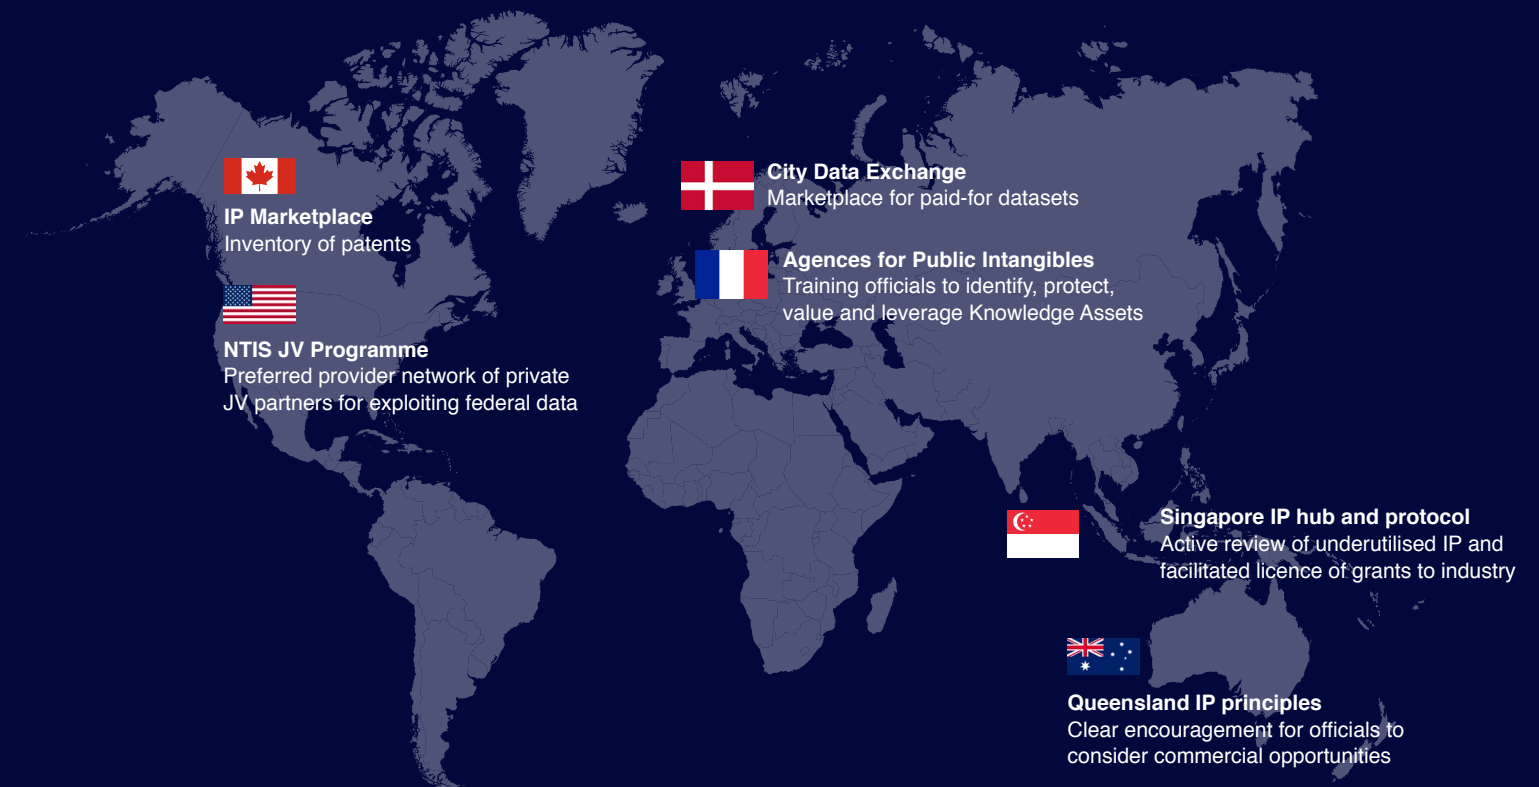 IP Marketplace
Inventory of patents
NTIS JV Programme
Preferred provider network of private
JV partners for exploiting federal data
City Data Exchange
Marketplace for paid-for datasets
Agences for Public Intangibles
Training officials to identify, protect,
value and leverage Knowledge Assets
Singapore IP hub and protocol
Active review of underutilised IP and
facilitated licence of grants to industry
Queensland IP principles
Clear encouragement for officials to
consider commercial opportunities